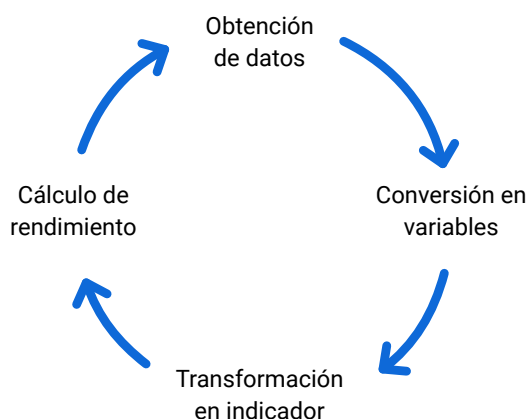 Obtención
de datos
Conversión en
variables
Transformación
en indicador
Cálculo de
rendimiento